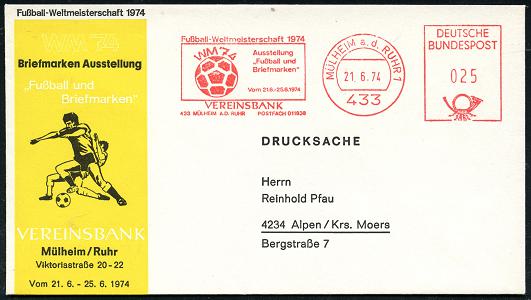 Fußball-Weltmeisterschaft 1974
WM 74
Briefmarken Ausstellung
„Fußball und
Briefmarken"
VEREINSBANK
Mülheim/Ruhr
Viktoriastraße 20-22
Vom 21. 6. - 25. 6. 1974
Fußball-Weltmeisterschaft 1974
WM '74
Ausstellung
„Fußball und
Briefmarken"
Vom 21.6.-25.6.1974
VEREINSBANK
433 MÜLHEIM A.D. RUHR POSTFACH 011938
MÜLHEIM a. d. RUHR 1
21. 6. 74
433
DEUTSCHE
BUNDESPOST
025
DRUCKSACHE
Herrn
Reinhold Pfau
4234 Alpen/Krs. Moers
Bergstraße 7